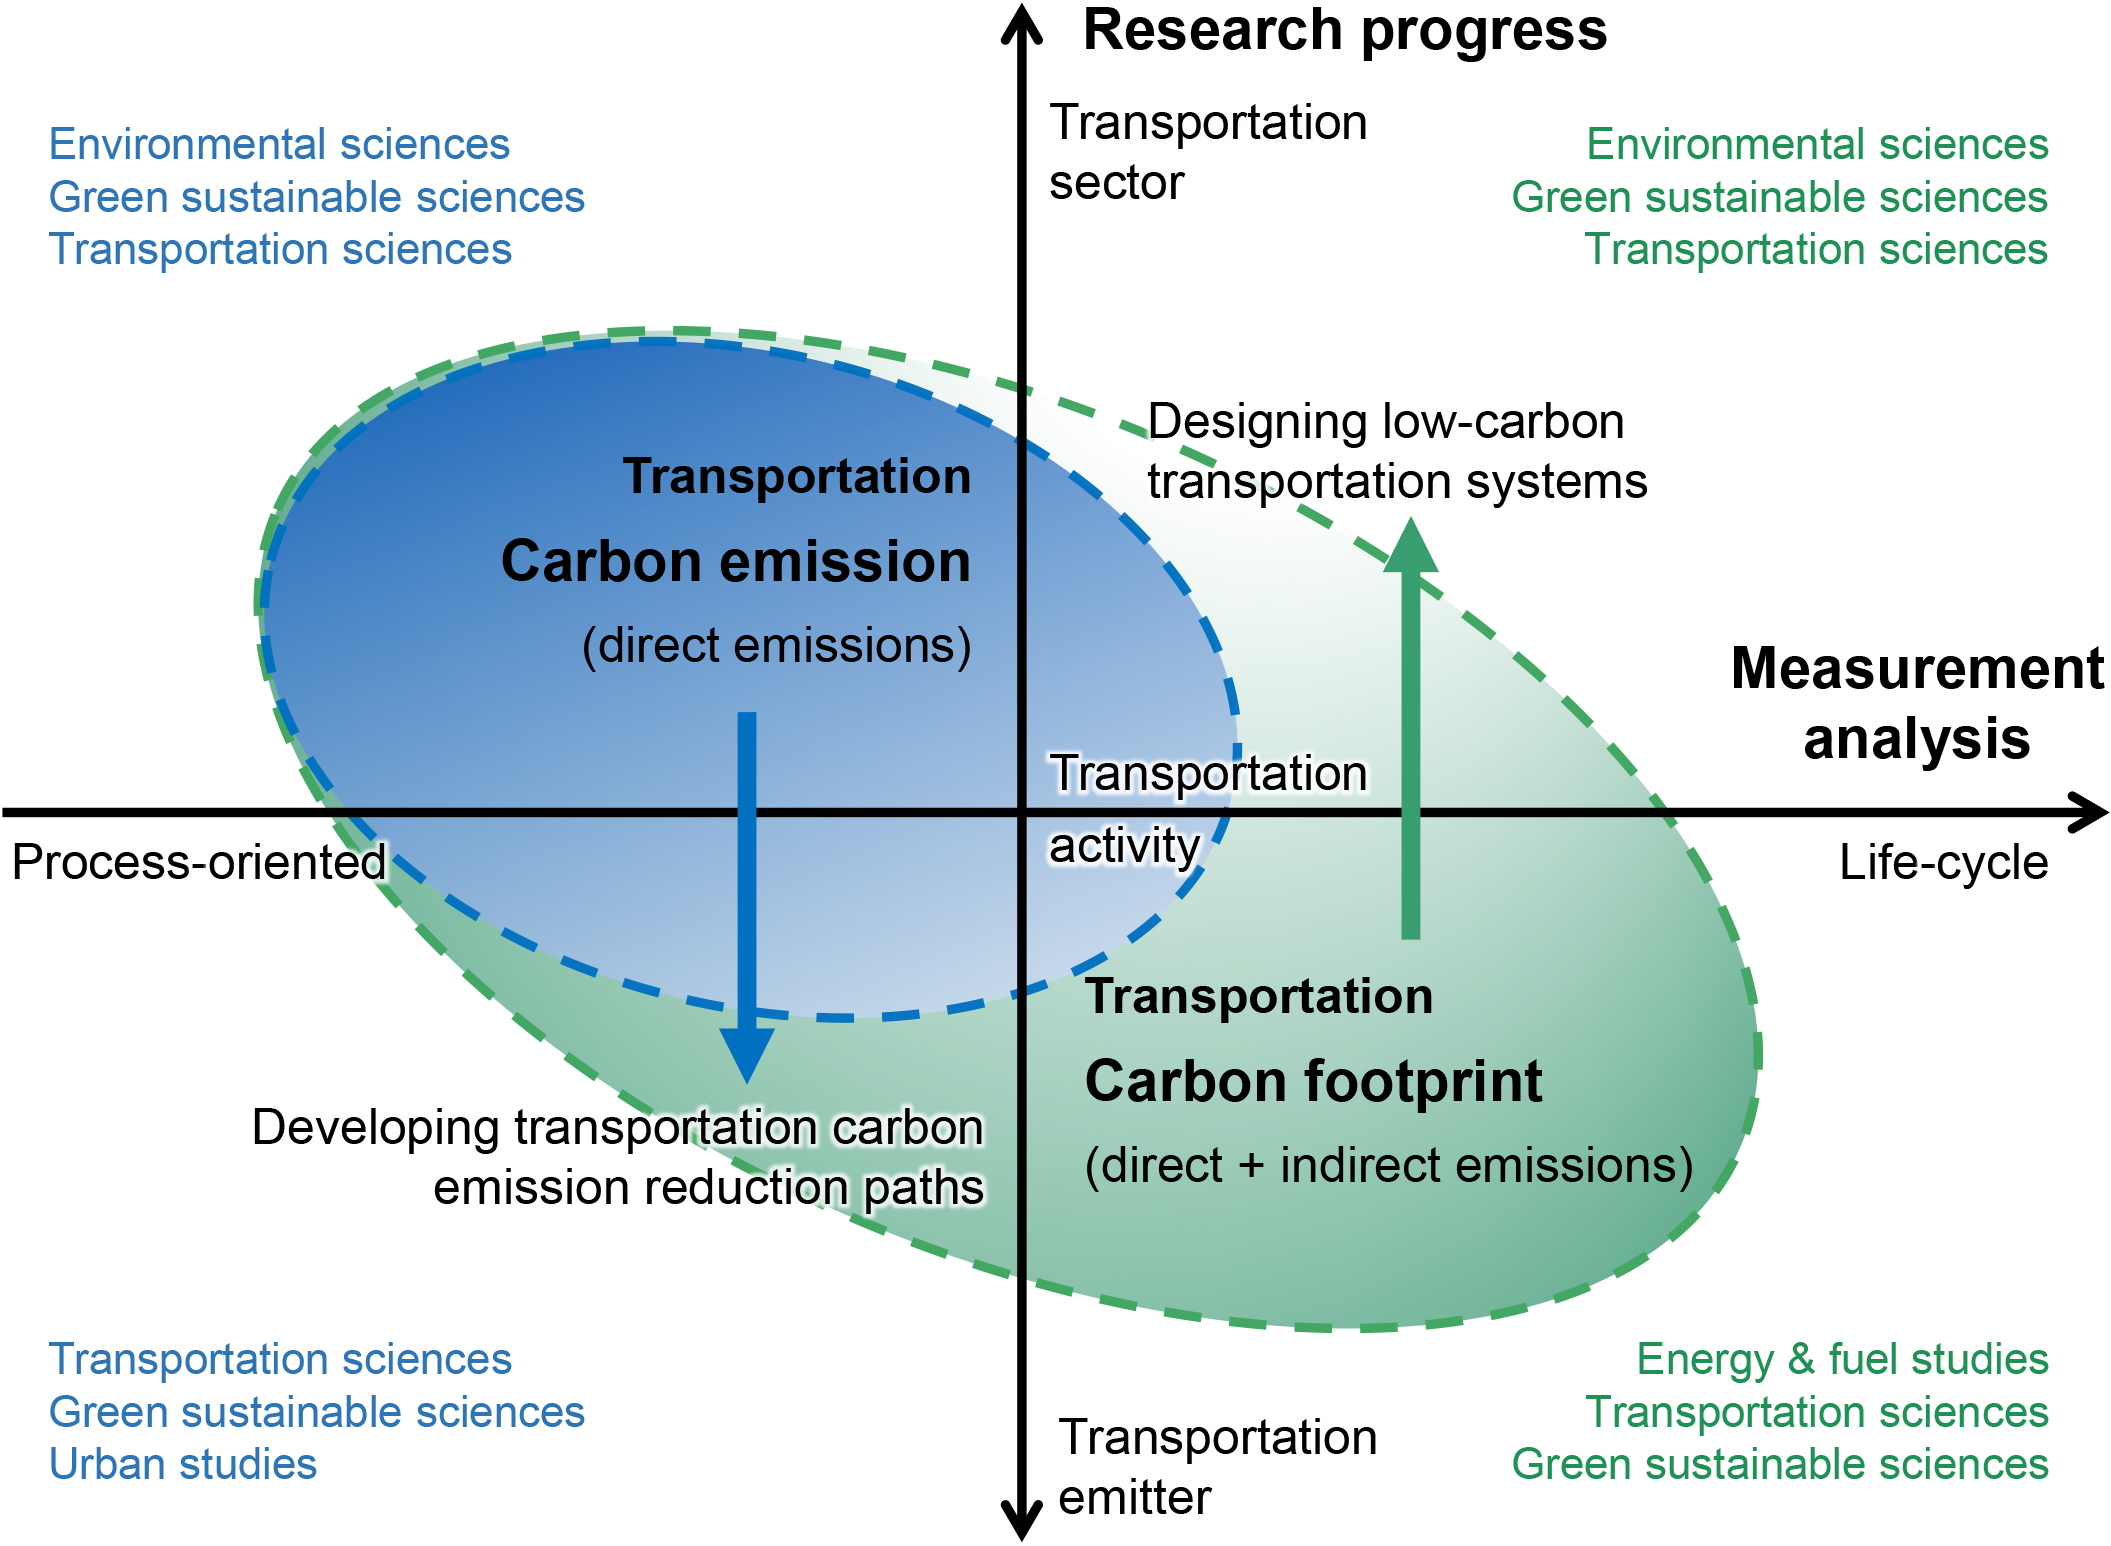 Research progress
Transportation
sector
Environmental sciences
Green sustainable sciences
Transportation sciences
Environmental sciences
Green sustainable sciences
Transportation sciences
Designing low-carbon
transportation systems
Transportation
Carbon emission
(direct emissions)
Measurement
analysis
Transportation
activity
Process-oriented
Life-cycle
Transportation
Carbon footprint
(direct + indirect emissions)
Developing transportation carbon
emission reduction paths
Transportation sciences
Green sustainable sciences
Urban studies
Energy & fuel studies
Transportation sciences
Green sustainable sciences
Transportation
emitter